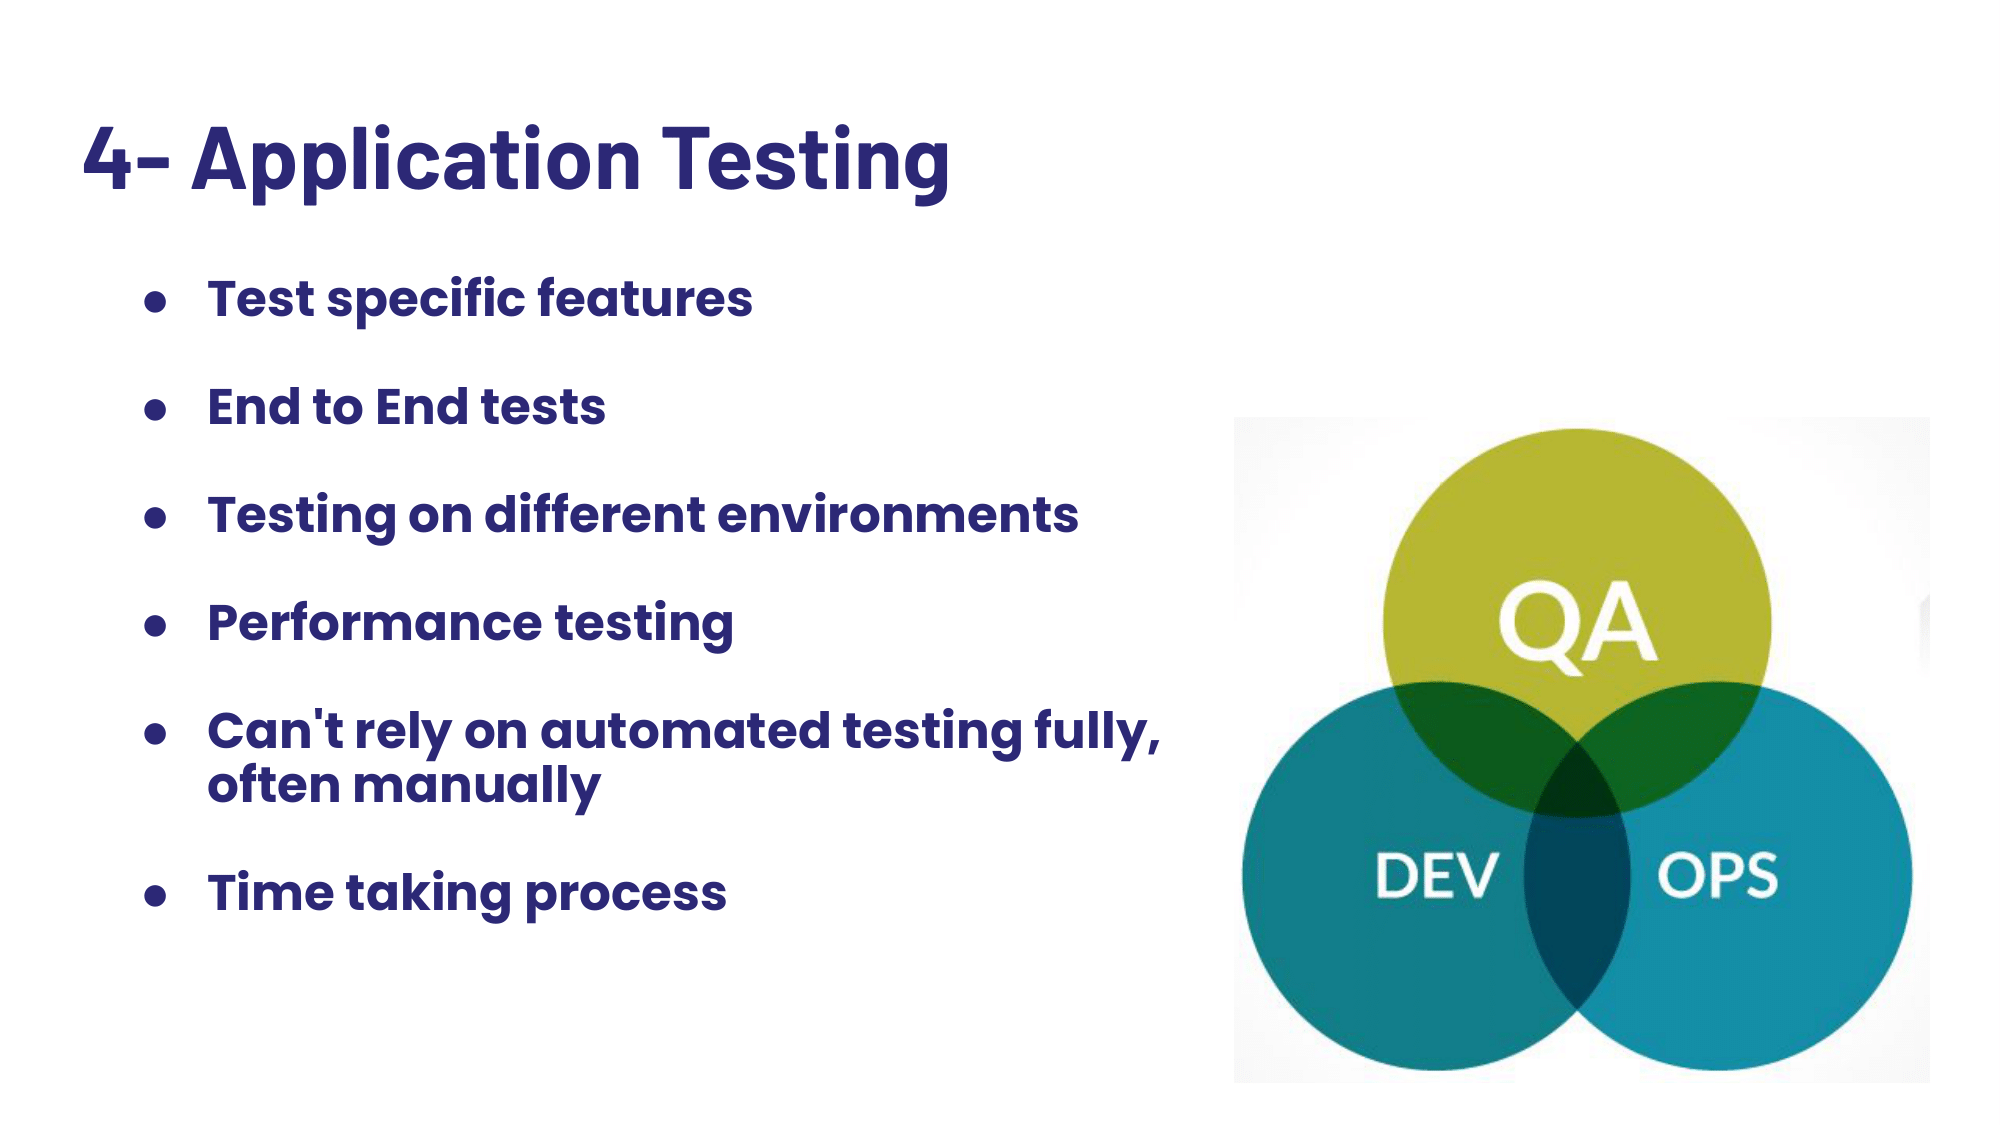 4- Application Testing
● Test specific features
● End to End tests
● Testing on different environments
● Performance testing
● Can't rely on automated testing fully,
often manually
● Time taking process
QA
DEV
OPS